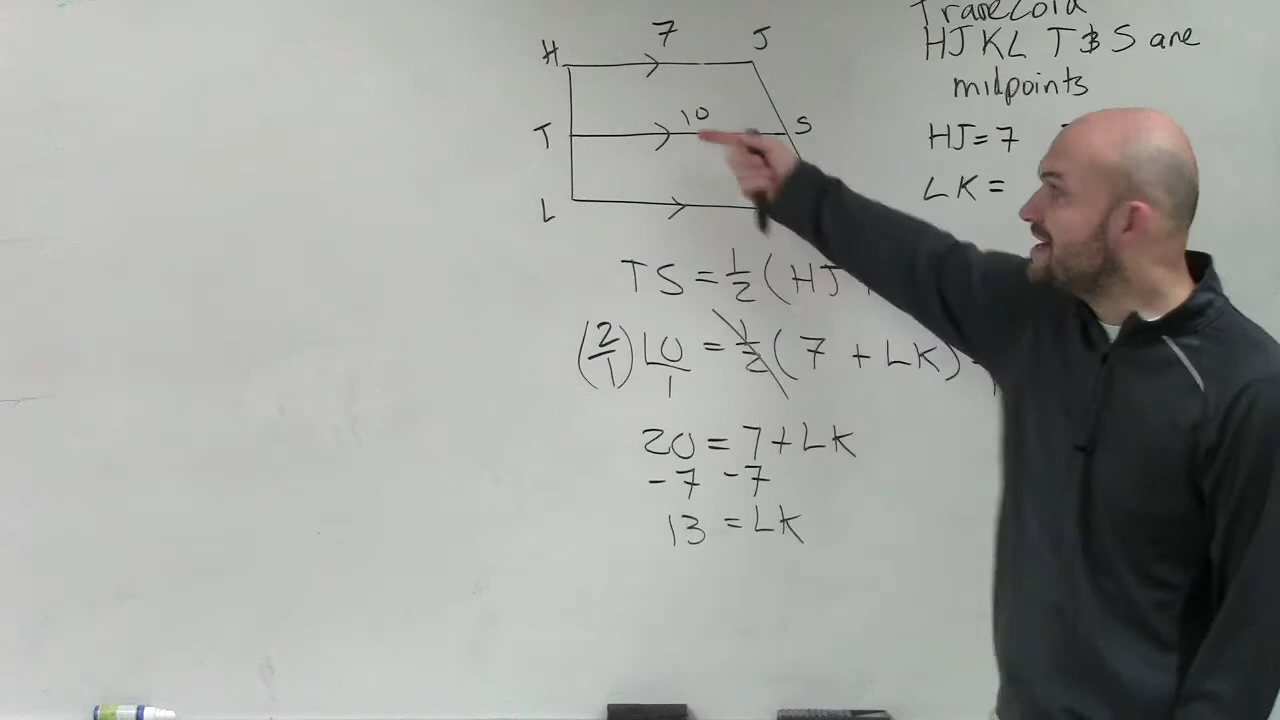 7
H J
10
T S
L
HJKL T & S are
midpoints
HJ = 7
LK =
TS = 1/2 (HJ
(2/1) 10/1 = 1/2 (7 + LK)
20 = 7 + LK
-7 -7
13 = LK